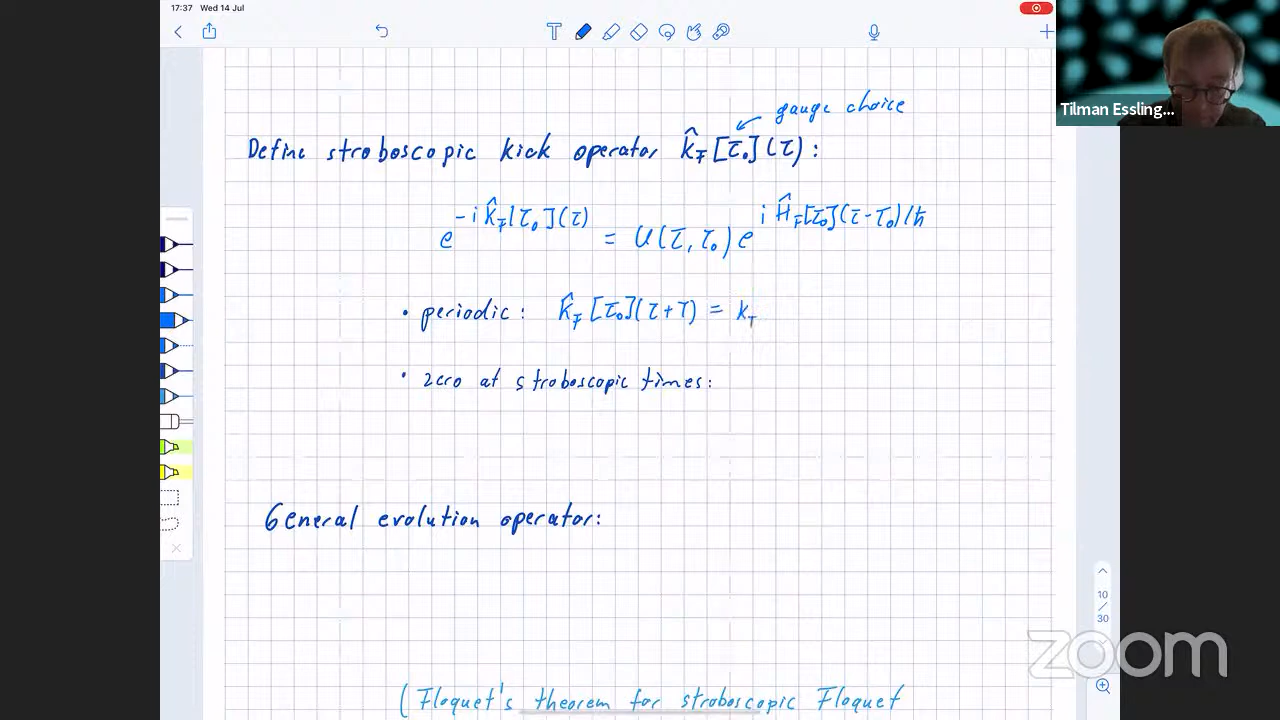 17:37 Wed 14 Jul
Tilman Essling...
gauge choice
Define stroboscopic kick operator K̂_F[τ₀](τ):
e^{-i K̂_F[τ₀](τ)} = U(τ, τ₀) e^{i Ĥ_F[τ₀](τ-τ₀)/ħ}
• periodic: K̂_F[τ₀](τ+T) = K_F
• zero at stroboscopic times:
General evolution operator:
10
/
30
zoom
(Floquet's theorem for stroboscopic Floquet